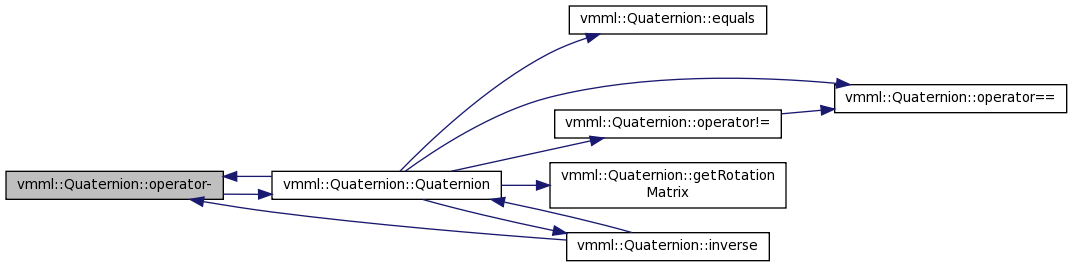 vmml::Quaternion::equals
vmml::Quaternion::operator==
vmml::Quaternion::operator!=
vmml::Quaternion::operator-
vmml::Quaternion::Quaternion
vmml::Quaternion::getRotation
Matrix
vmml::Quaternion::inverse